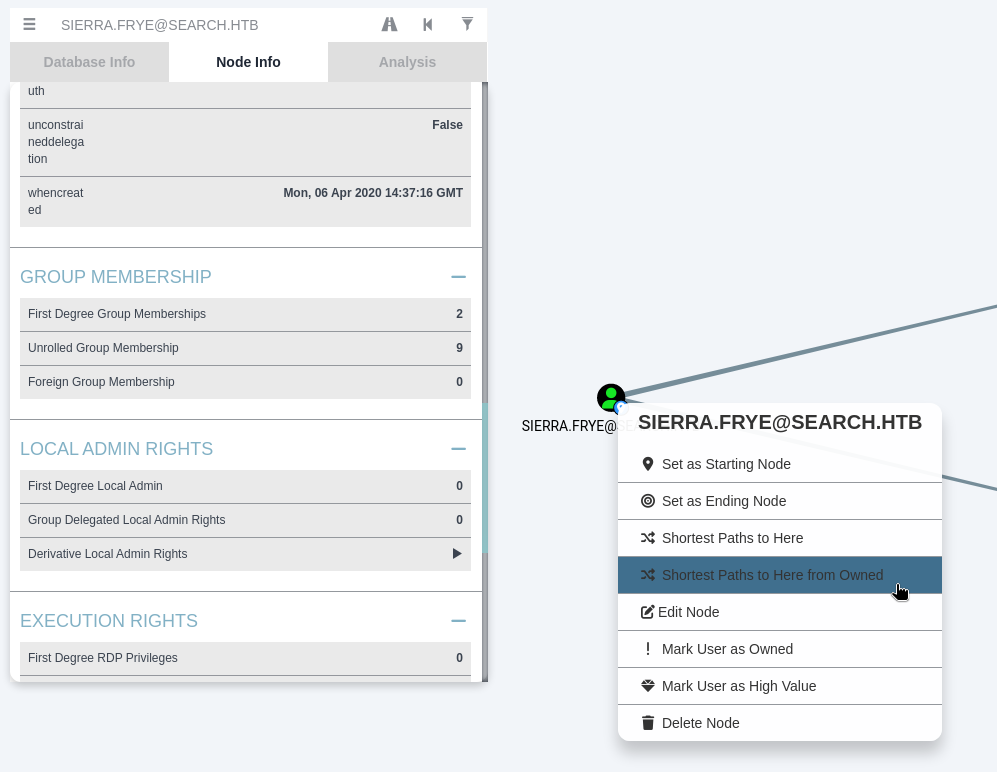 SIERRA.FRYE@SEARCH.HTB
Database Info
Node Info
Analysis
uth
unconstrai
neddelega
tion
False
whencreat
ed
Mon, 06 Apr 2020 14:37:16 GMT
GROUP MEMBERSHIP
First Degree Group Memberships 2
Unrolled Group Membership 9
Foreign Group Membership 0
LOCAL ADMIN RIGHTS
First Degree Local Admin 0
Group Delegated Local Admin Rights 0
Derivative Local Admin Rights
EXECUTION RIGHTS
First Degree RDP Privileges 0
SIERRA.FRYE@
SIERRA.FRYE@SEARCH.HTB
Set as Starting Node
Set as Ending Node
Shortest Paths to Here
Shortest Paths to Here from Owned
Edit Node
Mark User as Owned
Mark User as High Value
Delete Node